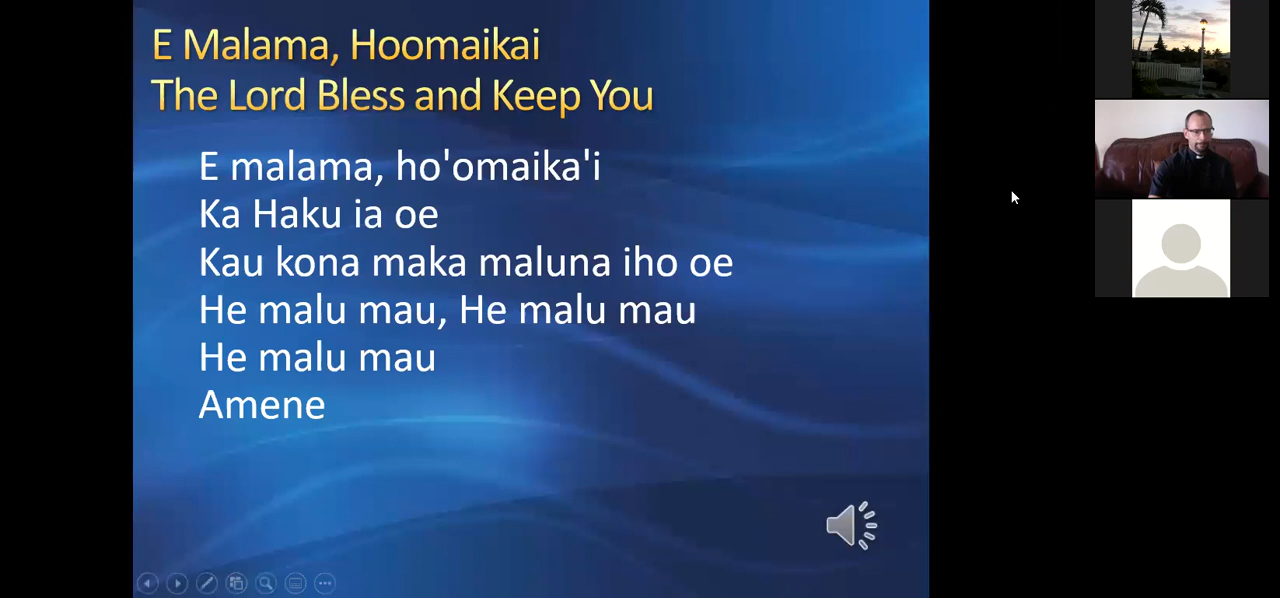 E Malama, Hoomaikai
The Lord Bless and Keep You
E malama, ho'omaika'i
Ka Haku ia oe
Kau kona maka maluna iho oe
He malu mau, He malu mau
He malu mau
Amene